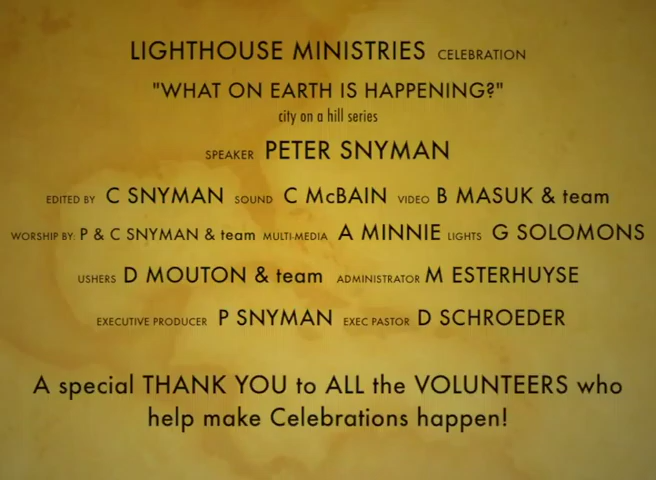 LIGHTHOUSE MINISTRIES CELEBRATION
"WHAT ON EARTH IS HAPPENING?"
city on a hill series
SPEAKER PETER SNYMAN
EDITED BY C SNYMAN SOUND C McBAIN VIDEO B MASUK & team
WORSHIP BY: P & C SNYMAN & team MULTI-MEDIA A MINNIE LIGHTS G SOLOMONS
USHERS D MOUTON & team ADMINISTRATOR M ESTERHUYSE
EXECUTIVE PRODUCER P SNYMAN EXEC PASTOR D SCHROEDER
A special THANK YOU to ALL the VOLUNTEERS who
help make Celebrations happen!